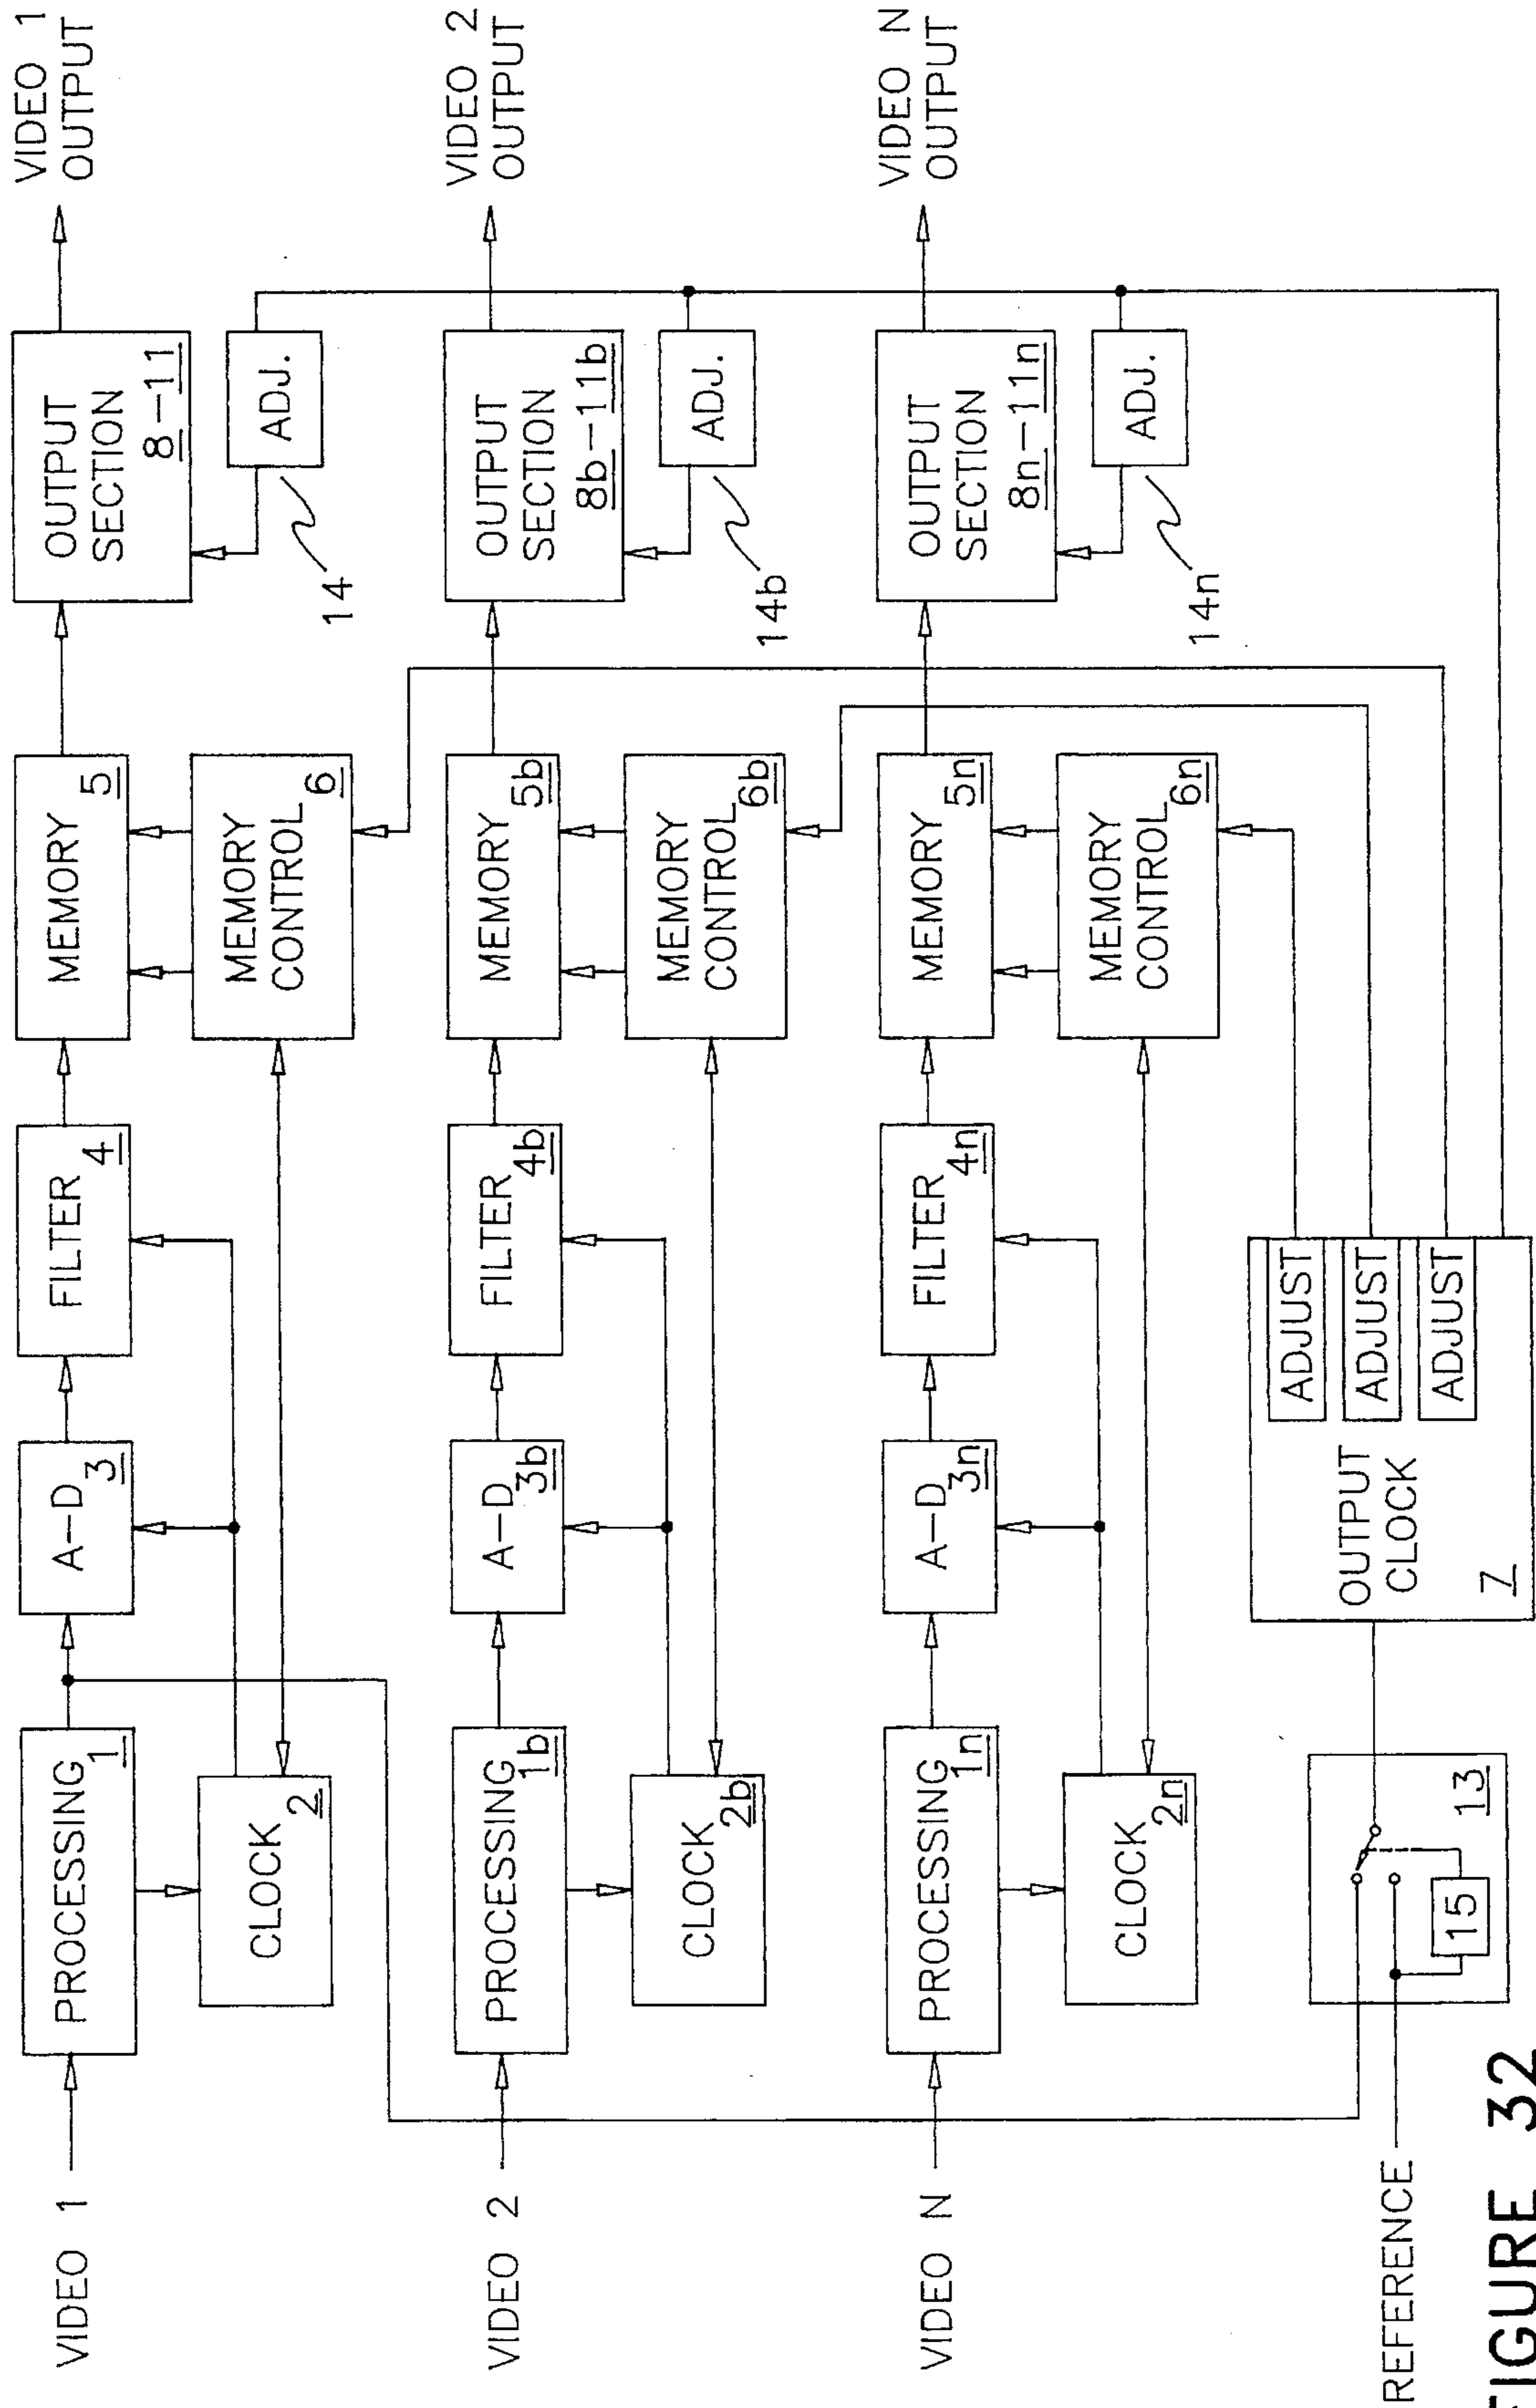 VIDEO 1
PROCESSING
1
CLOCK
2
A-D
3
FILTER
4
MEMORY
5
MEMORY
CONTROL
6
OUTPUT
SECTION
8-11
ADJ.
14
VIDEO 1
OUTPUT
VIDEO 2
PROCESSING
1b
CLOCK
2b
A-D
3b
FILTER
4b
MEMORY
5b
MEMORY
CONTROL
6b
OUTPUT
SECTION
8b-11b
ADJ.
14b
VIDEO 2
OUTPUT
VIDEO N
PROCESSING
1n
CLOCK
2n
A-D
3n
FILTER
4n
MEMORY
5n
MEMORY
CONTROL
6n
OUTPUT
SECTION
8n-11n
ADJ.
14n
VIDEO N
OUTPUT
REFERENCE
13
15
OUTPUT
CLOCK
7
ADJUST
ADJUST
ADJUST
FIGURE 32